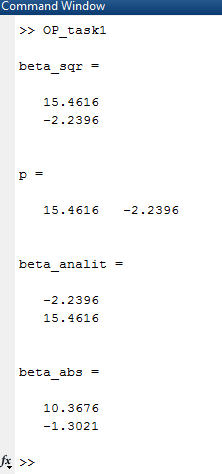 Command Window
>> OP_task1
beta_sqr =
15.4616
-2.2396
p =
15.4616 -2.2396
beta_analit =
-2.2396
15.4616
beta_abs =
10.3676
-1.3021
fx >>